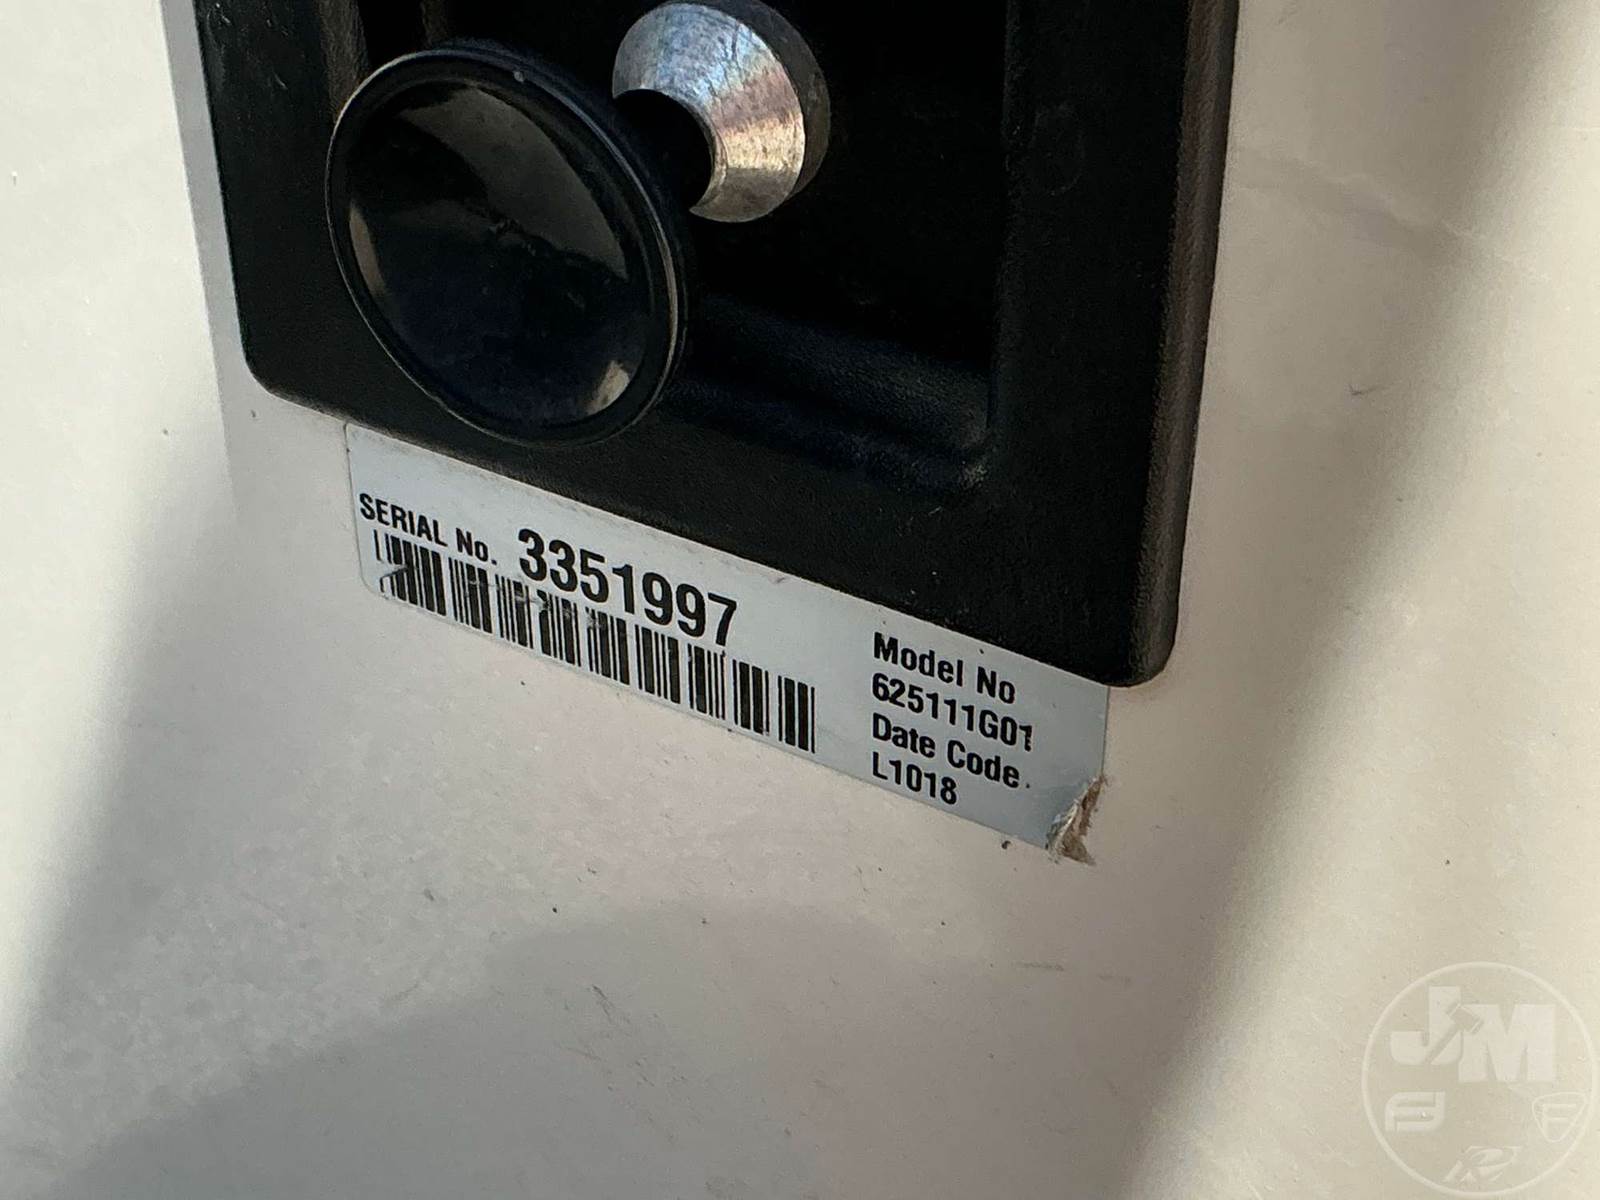 SERIAL No. 3351997
Model No
625111G01
Date Code
L1018
JM